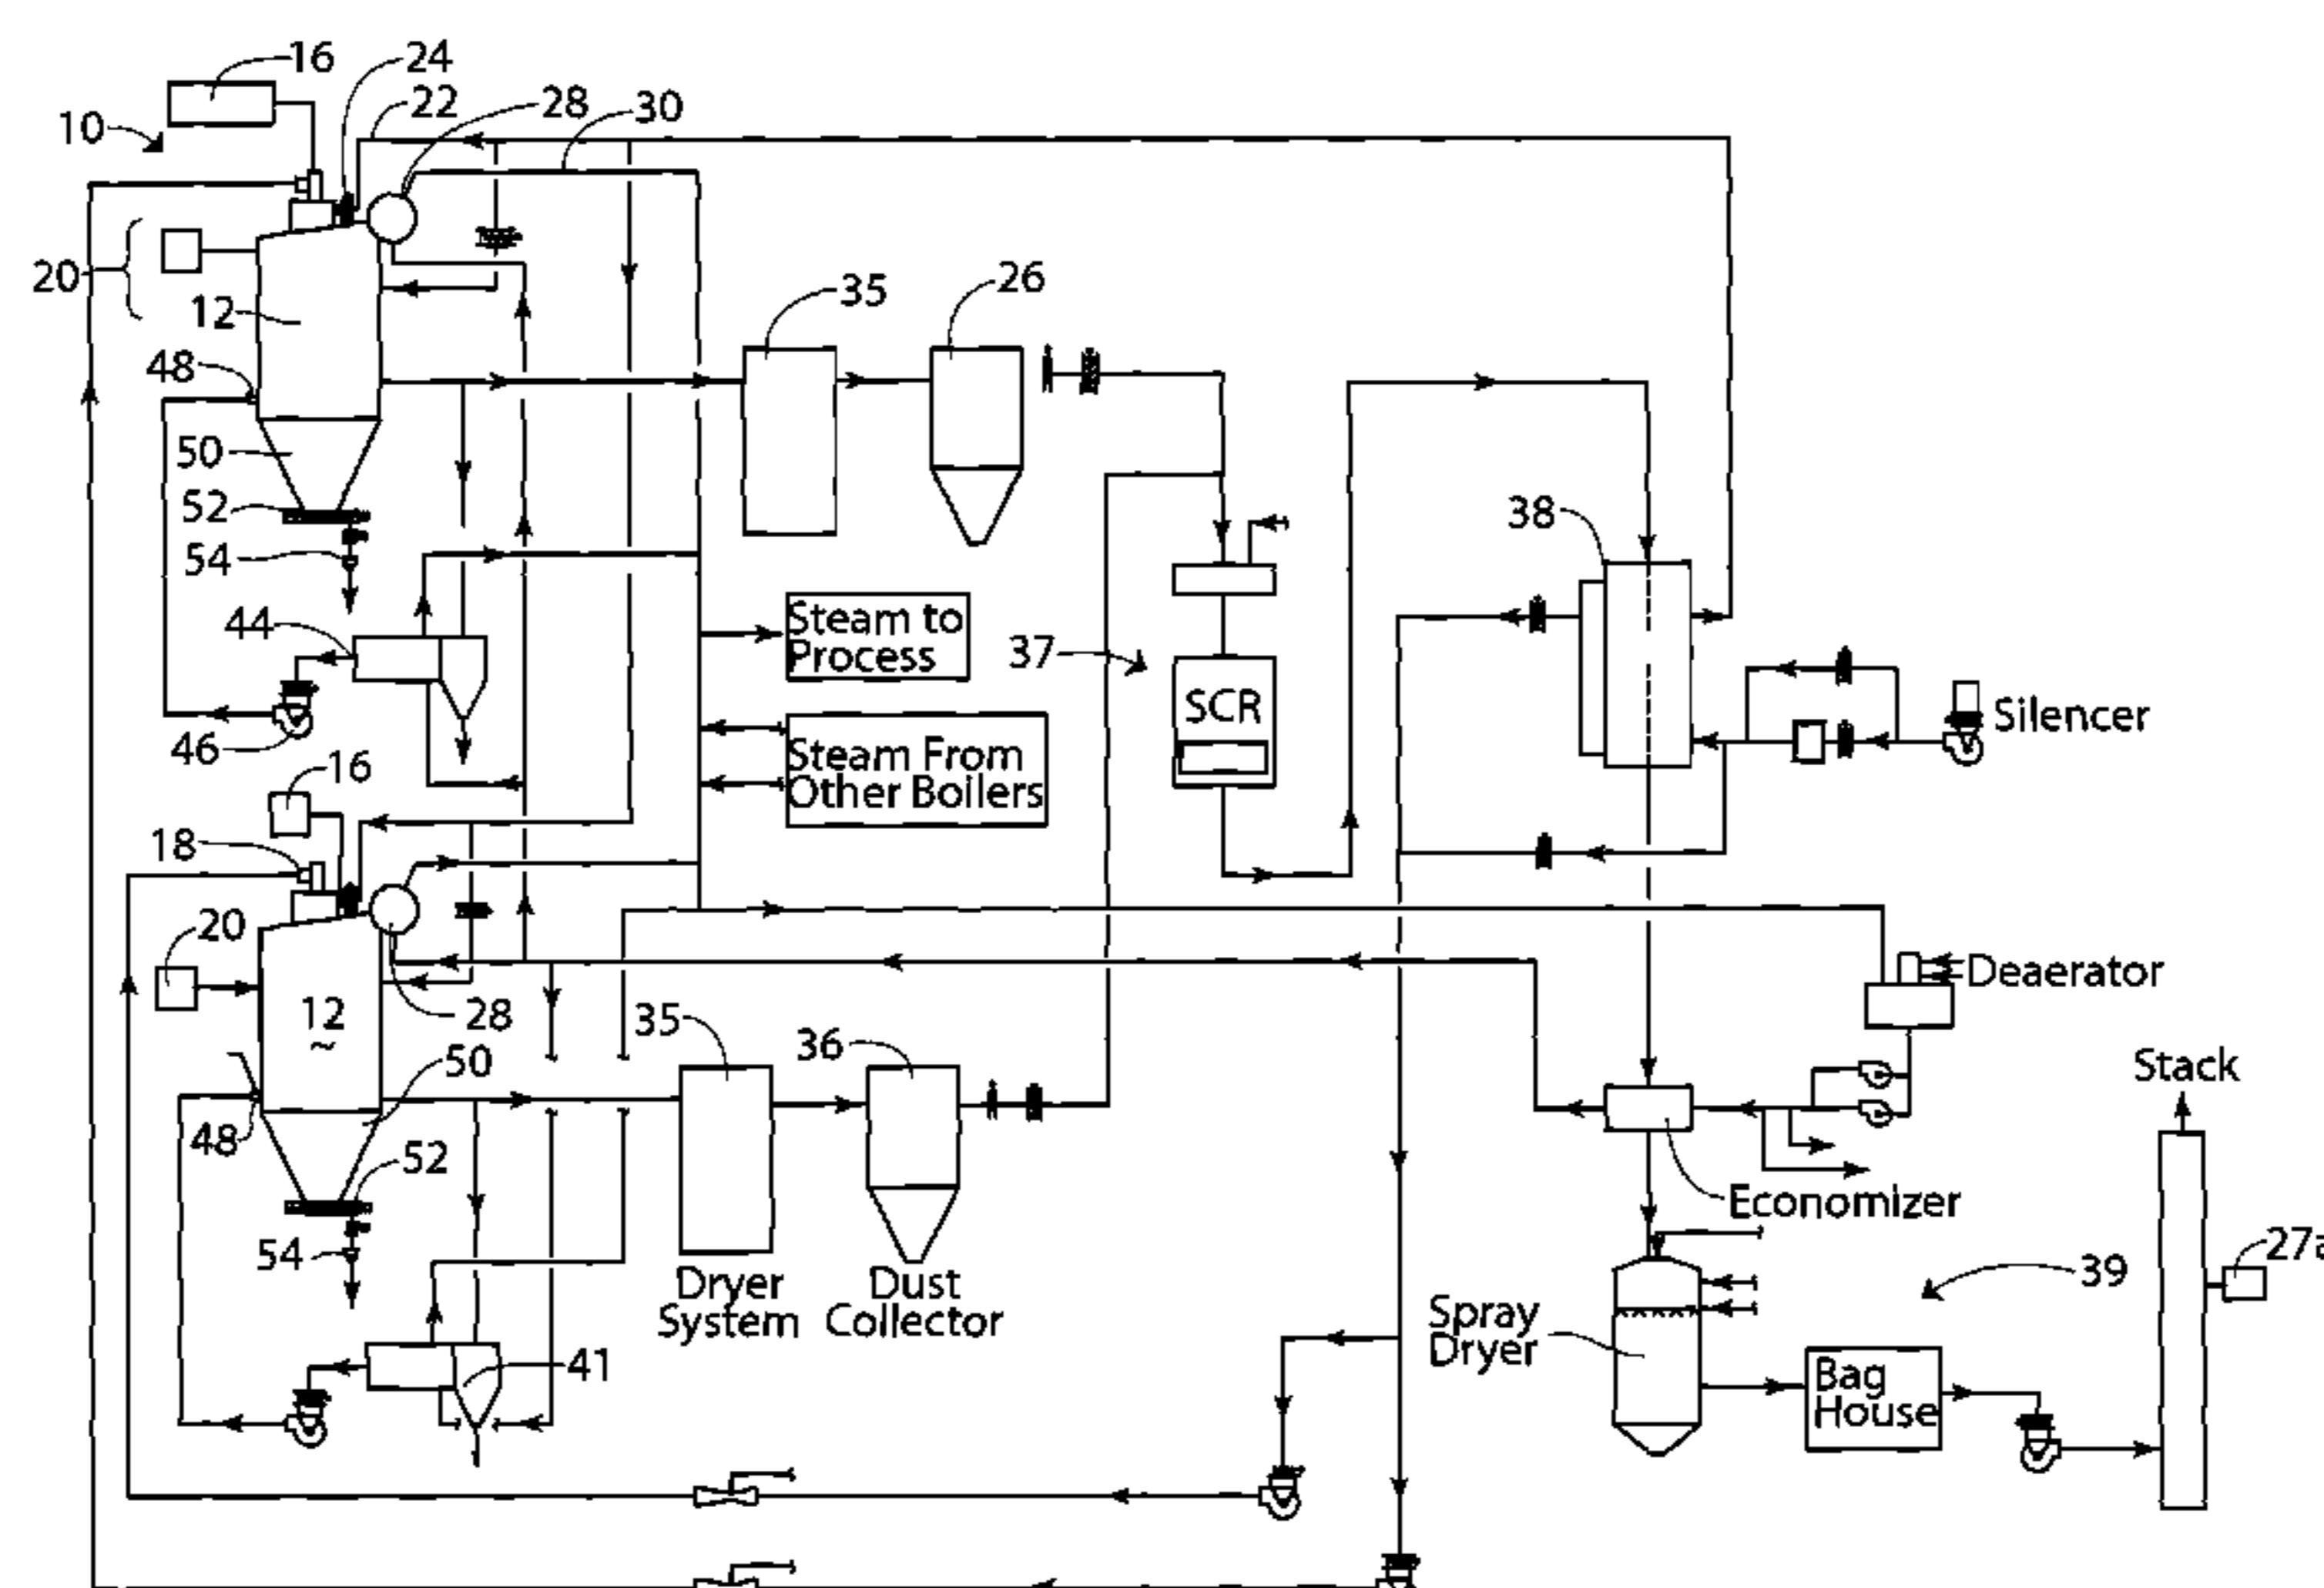 16
24
22
28
30
10
20
12
35
26
48
50
52
54
38
44
Steam to
Process
37
SCR
Silencer
46
Steam From
Other Boilers
16
18
20
Deaerator
12
~
28
35
36
50
Stack
48
52
Economizer
54
27a
39
Dryer
System
Dust
Collector
Spray
Dryer
41
Bag
House